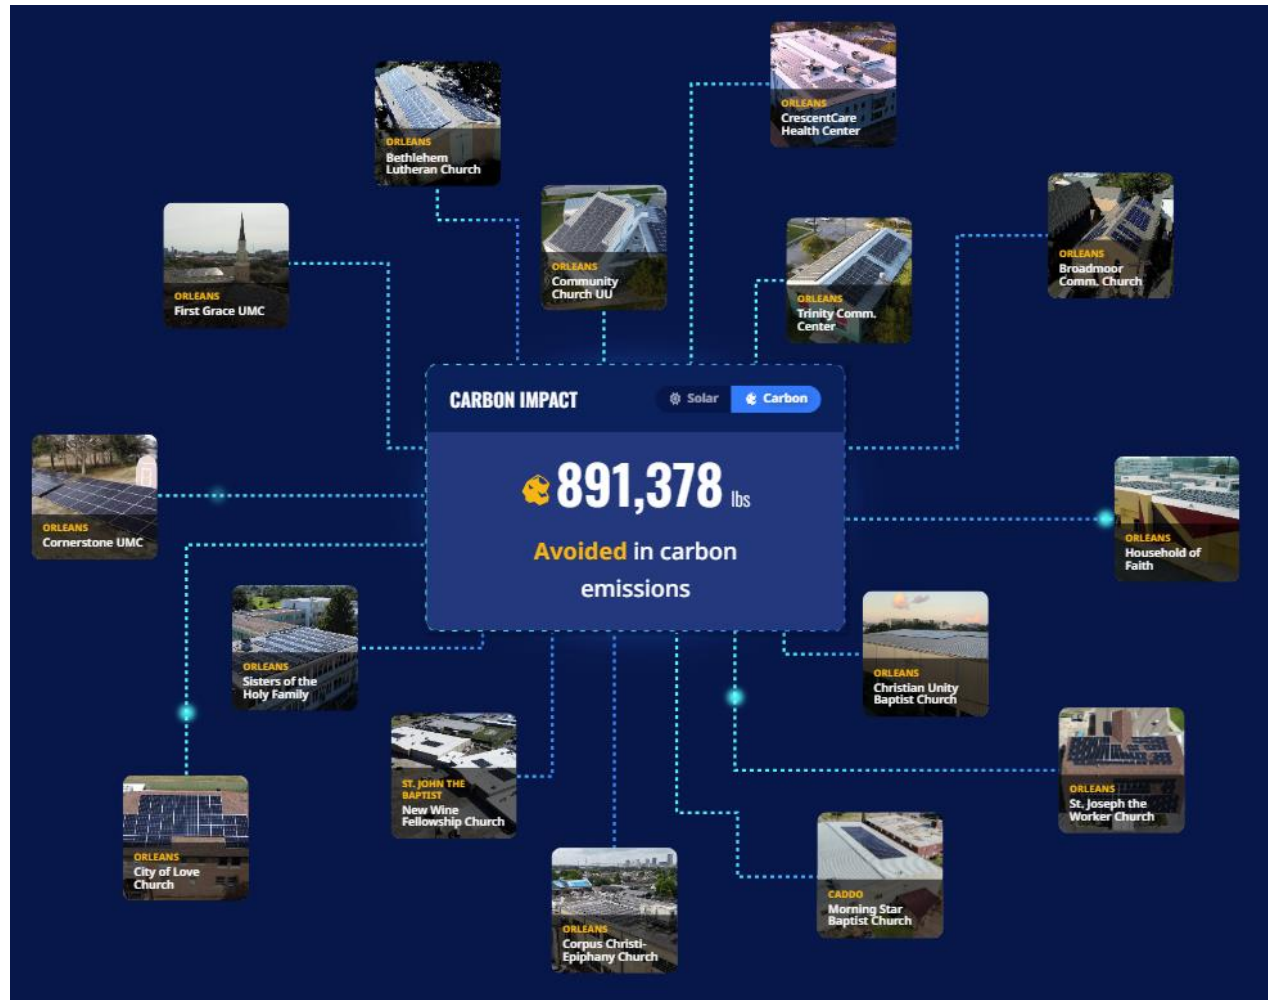 ORLEANS
CrescentCare
Health Center
ORLEANS
Bethlehem
Lutheran Church
ORLEANS
Community
Church UU
ORLEANS
Broadmoor
Comm. Church
ORLEANS
First Grace UMC
ORLEANS
Trinity Comm.
Center
CARBON IMPACT
Solar
Carbon
891,378 lbs
Avoided in carbon
emissions
ORLEANS
Cornerstone UMC
ORLEANS
Household of
Faith
ORLEANS
Sisters of the
Holy Family
ORLEANS
Christian Unity
Baptist Church
ST. JOHN THE
BAPTIST
New Wine
Fellowship Church
ORLEANS
St. Joseph the
Worker Church
ORLEANS
City of Love
Church
CADDO
Morning Star
Baptist Church
ORLEANS
Corpus Christi-
Epiphany Church